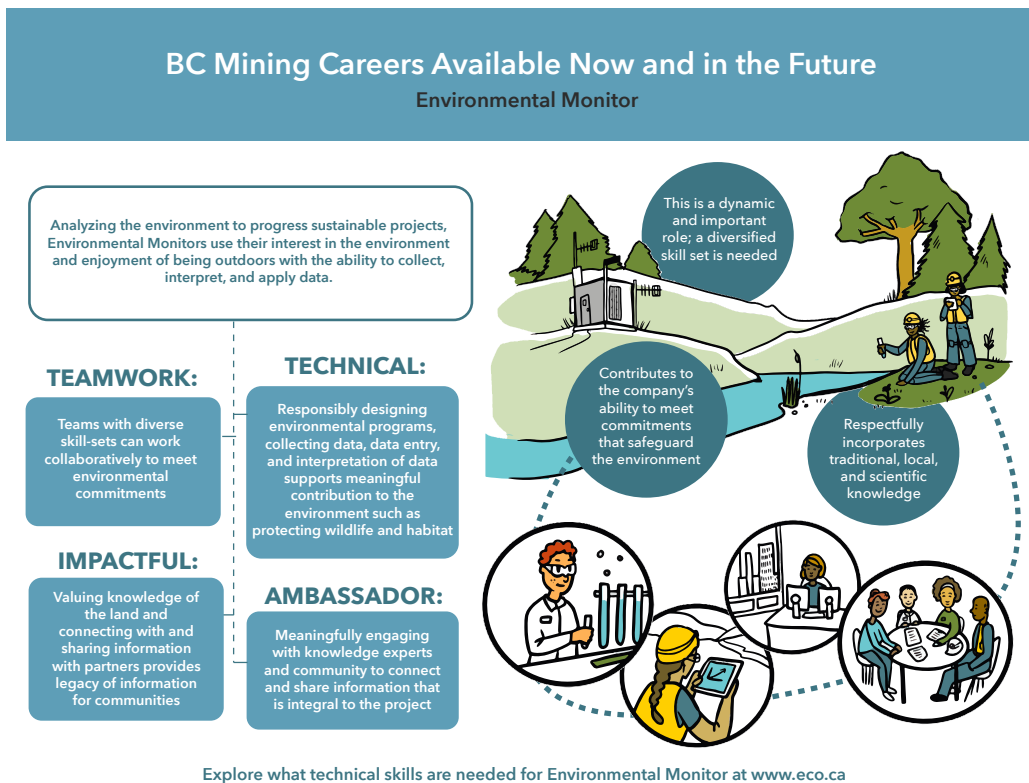 BC Mining Careers Available Now and in the Future
Environmental Monitor
Analyzing the environment to progress sustainable projects,
Environmental Monitors use their interest in the environment
and enjoyment of being outdoors with the ability to collect,
interpret, and apply data.
TEAMWORK:
Teams with diverse
skill-sets can work
collaboratively to meet
environmental
commitments
TECHNICAL:
Responsibly designing
environmental programs,
collecting data, data entry,
and interpretation of data
supports meaningful
contribution to the
environment such as
protecting wildlife and habitat
IMPACTFUL:
Valuing knowledge of
the land and
connecting with and
sharing information
with partners provides
legacy of information
for communities
AMBASSADOR:
Meaningfully engaging
with knowledge experts
and community to connect
and share information that
is integral to the project
This is a dynamic
and important
role; a diversified
skill set is needed
Contributes to
the company's
ability to meet
commitments
that safeguard
the environment
Respectfully
incorporates
traditional, local,
and scientific
knowledge
Explore what technical skills are needed for Environmental Monitor at www.eco.ca